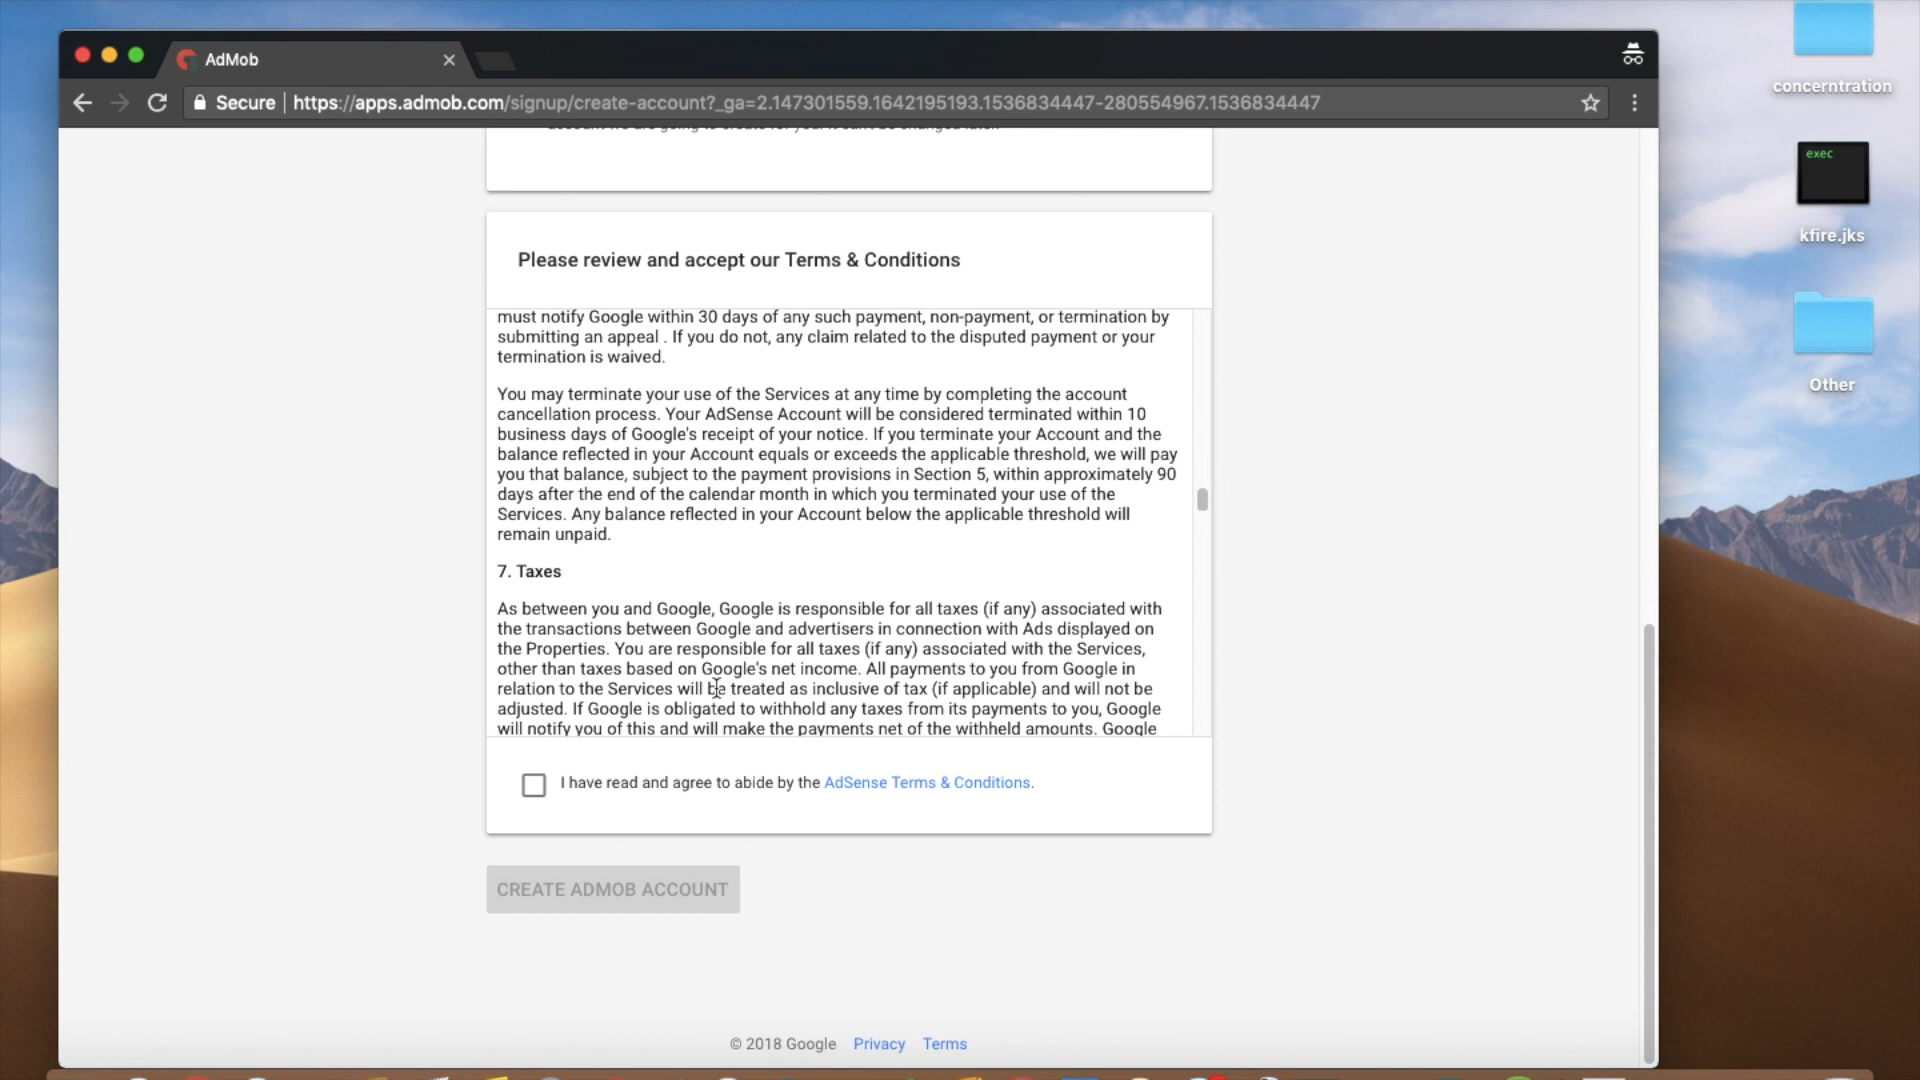 AdMob
Secure
https://apps.admob.com/signup/create-account?_ga=2.147301559.1642195193.1536834447-280554967.1536834447
concerntration
exec
kfire.jks
Other
account we are going to create for you. It can't be changed later.
Please review and accept our Terms & Conditions
must notify Google within 30 days of any such payment, non-payment, or termination by
submitting an appeal . If you do not, any claim related to the disputed payment or your
termination is waived.
You may terminate your use of the Services at any time by completing the account
cancellation process. Your AdSense Account will be considered terminated within 10
business days of Google's receipt of your notice. If you terminate your Account and the
balance reflected in your Account equals or exceeds the applicable threshold, we will pay
you that balance, subject to the payment provisions in Section 5, within approximately 90
days after the end of the calendar month in which you terminated your use of the
Services. Any balance reflected in your Account below the applicable threshold will
remain unpaid.
7. Taxes
As between you and Google, Google is responsible for all taxes (if any) associated with
the transactions between Google and advertisers in connection with Ads displayed on
the Properties. You are responsible for all taxes (if any) associated with the Services,
other than taxes based on Google's net income. All payments to you from Google in
relation to the Services will be treated as inclusive of tax (if applicable) and will not be
adjusted. If Google is obligated to withhold any taxes from its payments to you, Google
will notify you of this and will make the payments net of the withheld amounts. Google
I have read and agree to abide by the AdSense Terms & Conditions.
CREATE ADMOB ACCOUNT
© 2018 Google Privacy Terms